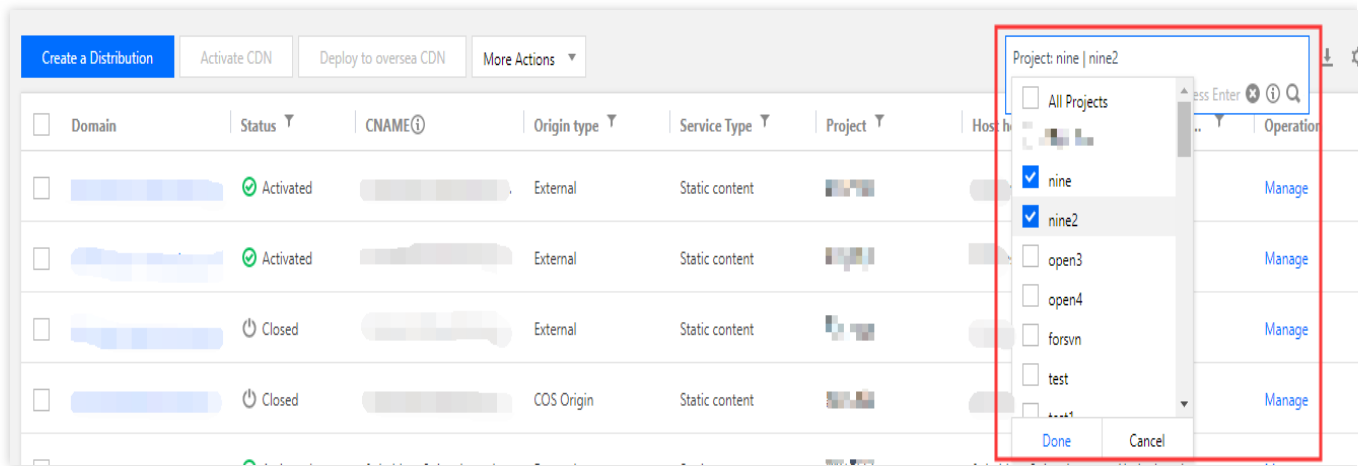 Create a Distribution Activate CDN Deploy to oversea CDN More Actions
Project: nine | nine2
ess Enter
All Projects
Domain Status CNAME Origin type Service Type Project Host h .. Operation
nine
nine2
open3
open4
forsvn
test
test1
Done Cancel
Activated External Static content Manage
Activated External Static content Manage
Closed External Static content Manage
Closed COS Origin Static content Manage